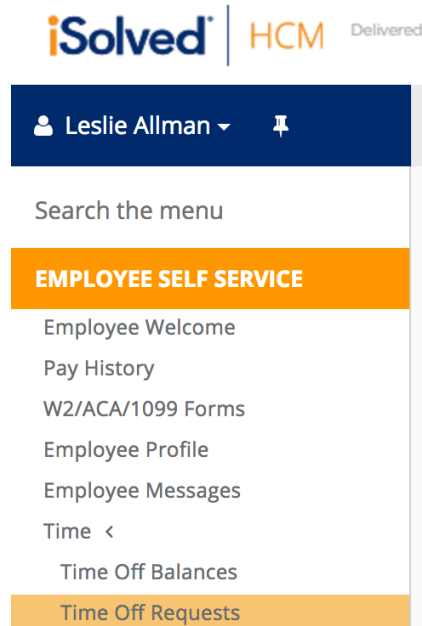 iSolved HCM Delivered
Leslie Allman
Search the menu
EMPLOYEE SELF SERVICE
Employee Welcome
Pay History
W2/ACA/1099 Forms
Employee Profile
Employee Messages
Time <
Time Off Balances
Time Off Requests